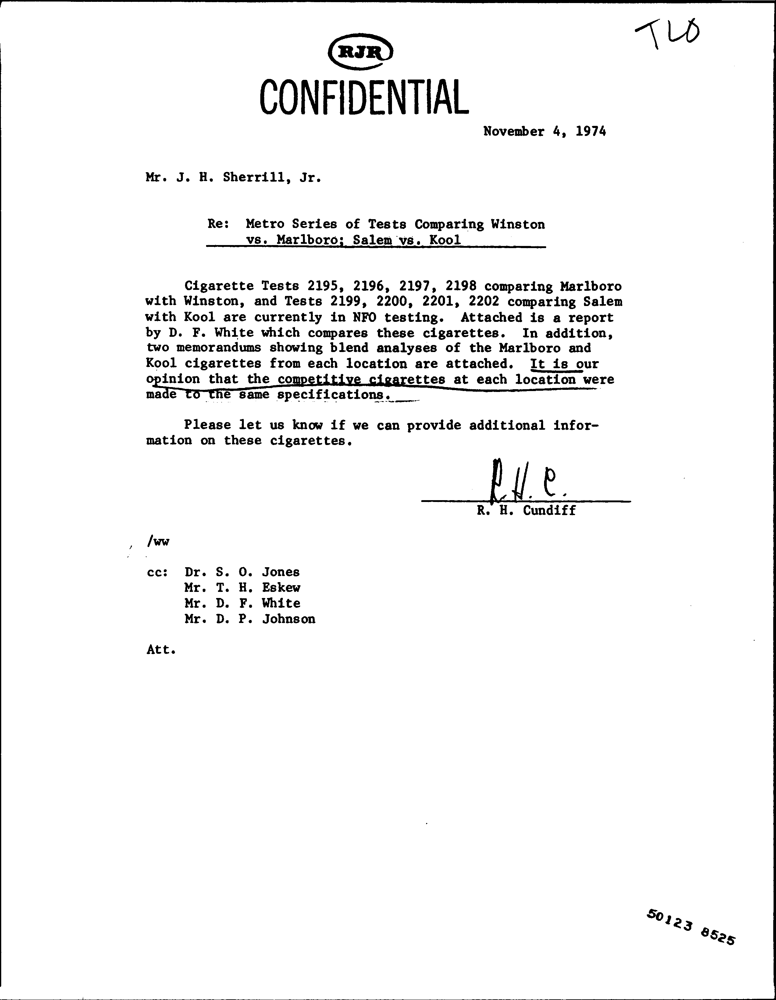 TLO
RJR
CONFIDENTIAL
November 4, 1974
Mr. J. H. Sherrill, Jr.
Re: Metro Series of Tests Comparing Winston
vs. Marlboro; Salem vs. Kool
Cigarette Tests 2195, 2196, 2197, 2198 comparing Marlboro
with Winston, and Tests 2199, 2200, 2201, 2202 comparing Salem
with Kool are currently in NFO testing. Attached is a report
by D. F. White which compares these cigarettes. In addition,
two memorandums showing blend analyses of the Marlboro and
Kool cigarettes from each location are attached. It is our
opinion that the competitive cigarettes at each location were
made to the same specifications.
Please let us know if we can provide additional infor-
mation on these cigarettes.
R.H.C.
R. H. Cundiff
/ww
cc: Dr. S. O. Jones
Mr. T. H. Eskew
Mr. D. F. White
Mr. D. P. Johnson
Att.
50123 8525